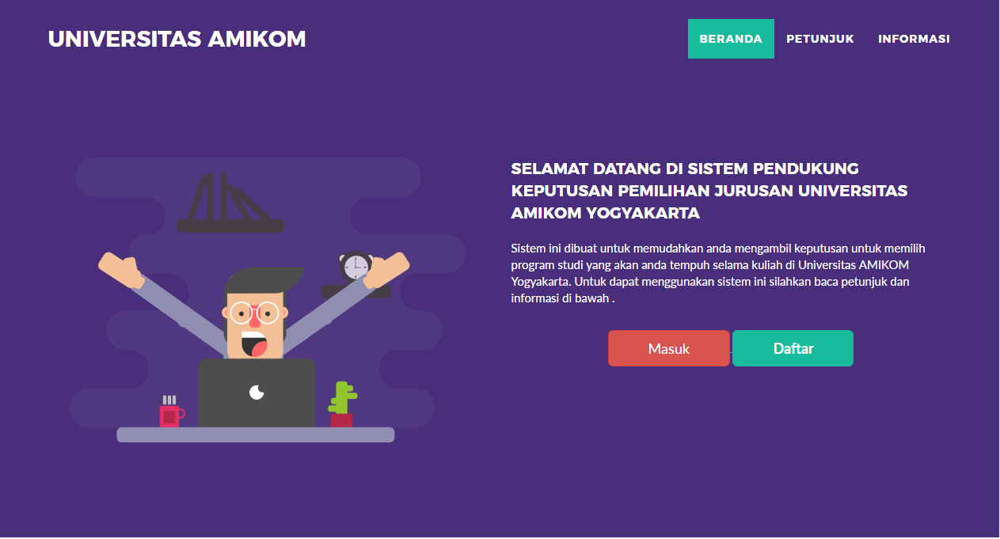 UNIVERSITAS AMIKOM
BERANDA
PETUNJUK
INFORMASI
SELAMAT DATANG DI SISTEM PENDUKUNG
KEPUTUSAN PEMILIHAN JURUSAN UNIVERSITAS
AMIKOM YOGYAKARTA
Sistem ini dibuat untuk memudahkan anda mengambil keputusan untuk memilih
program studi yang akan anda tempuh selama kuliah di Universitas AMIKOM
Yogyakarta. Untuk dapat menggunakan sistem ini silahkan baca petunjuk dan
informasi di bawah .
Masuk
Daftar